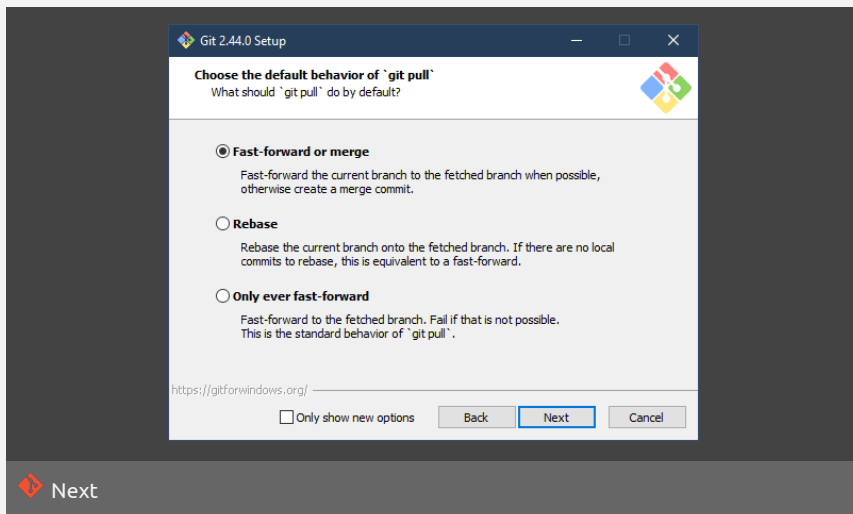 Git 2.44.0 Setup
Choose the default behavior of `git pull`
What should `git pull` do by default?
Fast-forward or merge
Fast-forward the current branch to the fetched branch when possible,
otherwise create a merge commit.
Rebase
Rebase the current branch onto the fetched branch. If there are no local
commits to rebase, this is equivalent to a fast-forward.
Only ever fast-forward
Fast-forward to the fetched branch. Fail if that is not possible.
This is the standard behavior of `git pull`.
https://gitforwindows.org/
Only show new options
Back
Next
Cancel
Next